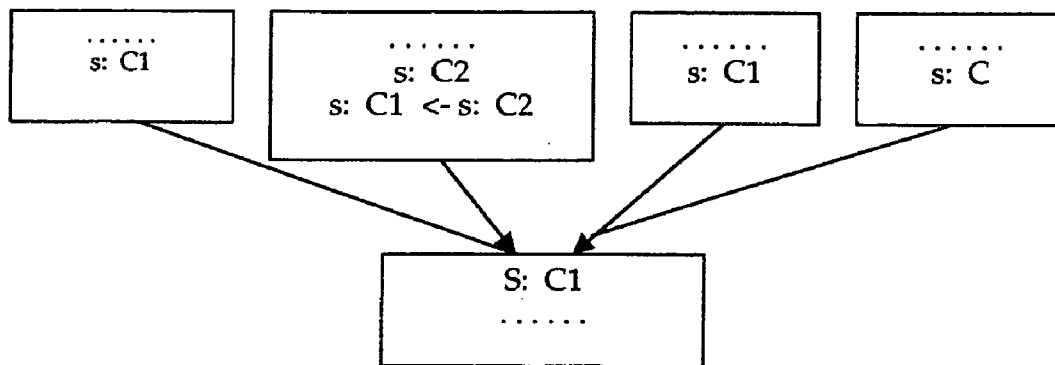 ......
s: C1
......
s: C2
s: C1 <- s: C2
......
s: C1
......
s: C
S: C1
......